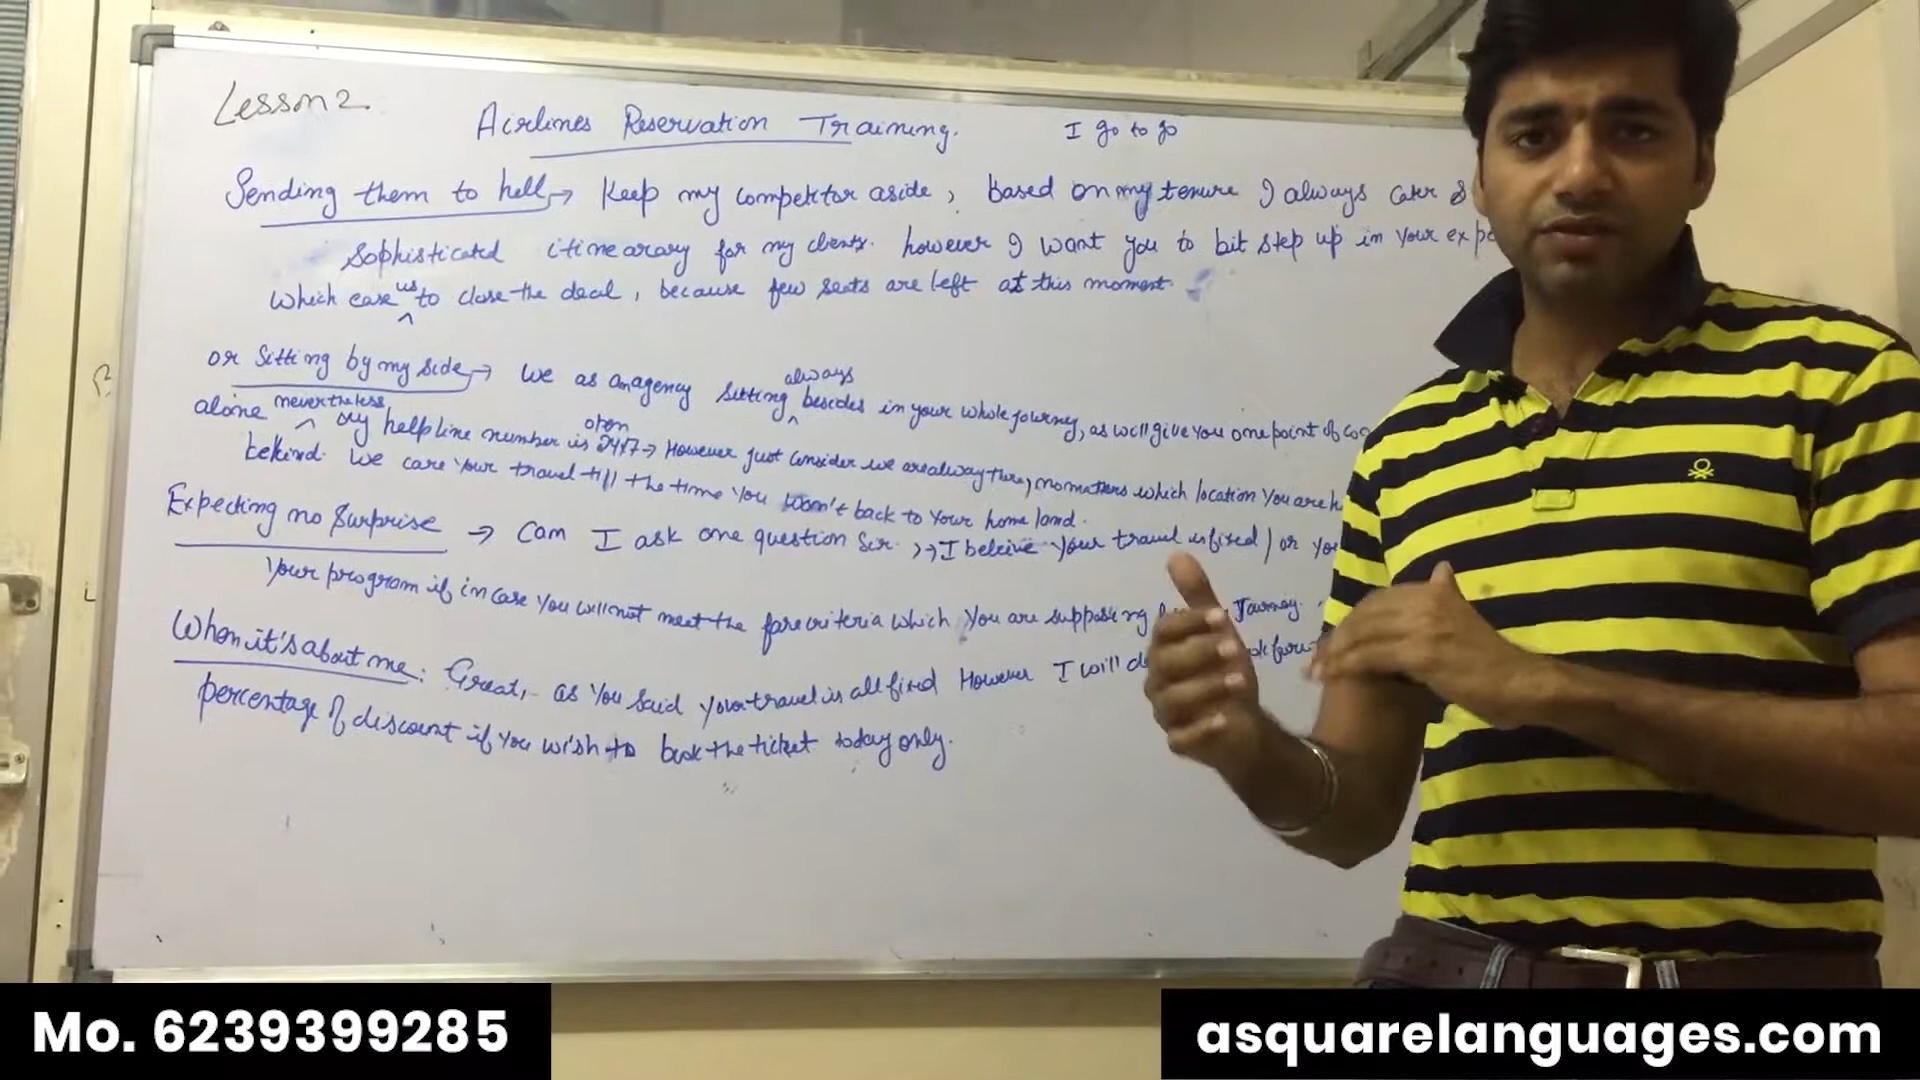 Lesson 2.
Airlines Reservation Training.
I go to go
Sending them to hell → Keep my competitor aside, based on my tenure I always cater
Sophisticated itinearary for my clients. however I want you to bit step up in your
which ease us to close the deal, because few seats are left at this moment.
or sitting by my side → we as an agency sitting always besides in your whole journey, as we'll give you one point of
alone nevertheless my helpline number is open 24x7 → However just consider we are always there, no matters which location you are
behind. We care your travel till the time you won't back to your home land.
Expecting no Surprise → Can I ask one question Sir, → I beleive your travel is fixed / or
Your program if in case you will not meet the fare criteria which you are supposing Journey.
When it's about me: Great, as you said your travel is all fixed However I will
percentage of discount if you wish to book the ticket today only.
Mo. 6239399285
asquarelanguages.com